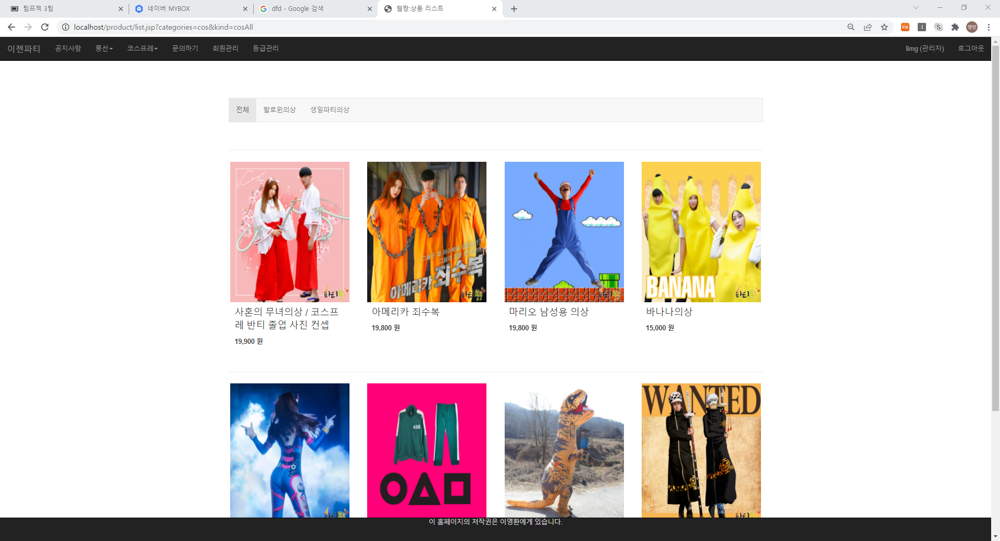 팀프젝 3팀
네이버 MYBOX
dfd - Google 검색
웹짱:상품 리스트
localhost/product/list.jsp?categories=cos&kind=cosAll
EX
I
S
영빈
이젠파티 공지사항 풍선 코스프레 문의하기 회원관리 등급관리
limg (관리자) 로그아웃
전체 할로윈의상 생일파티의상
JAIL
아메리카 죄수복
BANANA
사혼의 무녀의상 / 코스프
레 반티 졸업 사진 컨셉
19,900 원
아메리카 죄수복
19,800 원
마리오 남성용 의상
19,800 원
바나나의상
15,000 원
456
WANTED
이 홈페이지의 저작권은 이영환에게 있습니다.